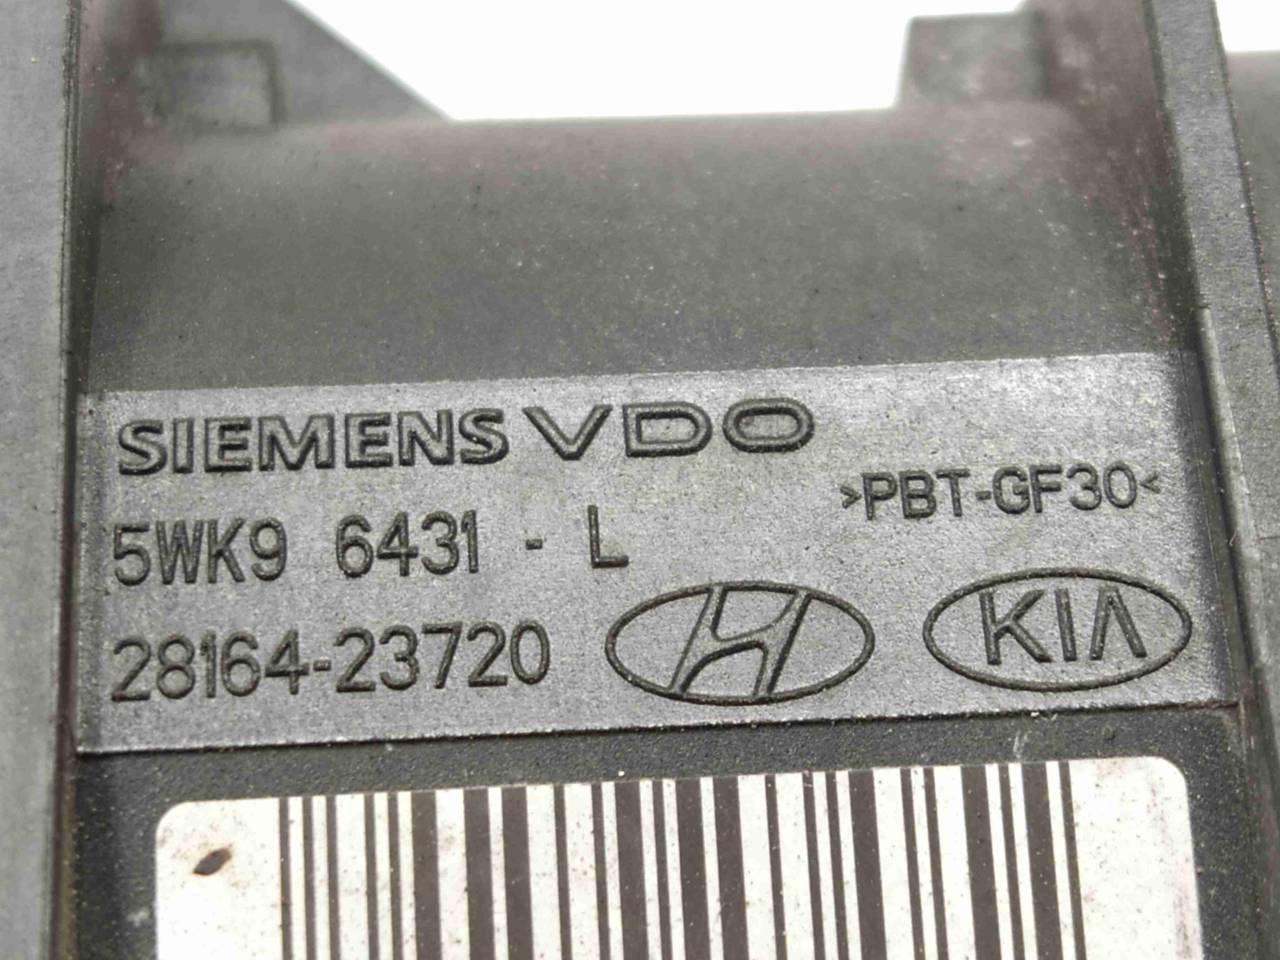 SIEMENS VDO
>PBT-GF30<
5WK9 6431 - L
28164-23720
KIA